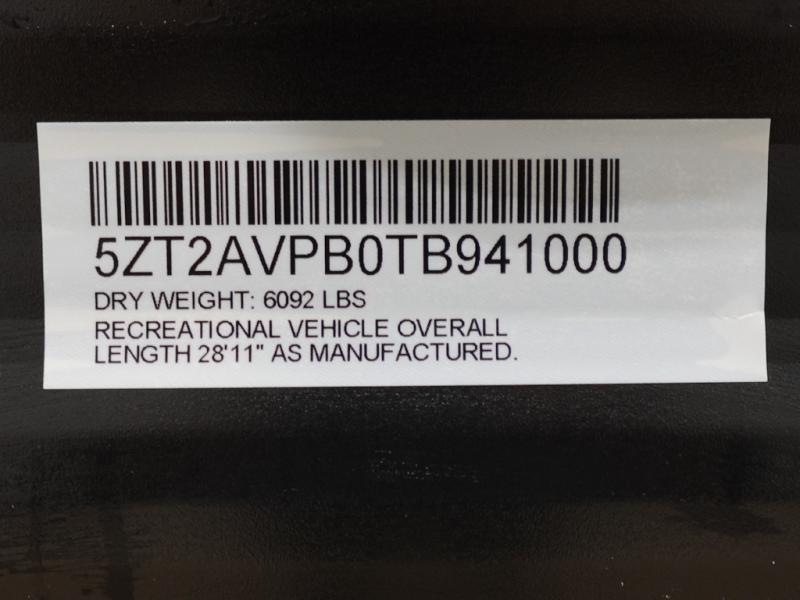 5ZT2AVPB0TB941000
DRY WEIGHT: 6092 LBS
RECREATIONAL VEHICLE OVERALL
LENGTH 28'11" AS MANUFACTURED.